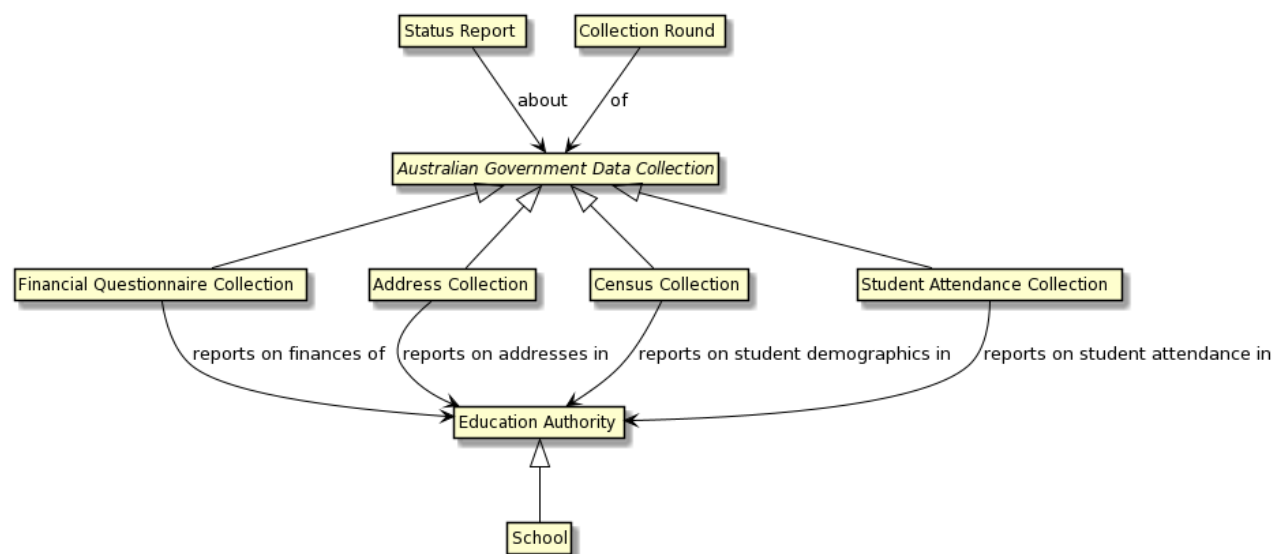 Status Report
Collection Round
about
of
Australian Government Data Collection
Financial Questionnaire Collection
Address Collection
Census Collection
Student Attendance Collection
reports on finances of
reports on addresses in
reports on student demographics in
reports on student attendance in
Education Authority
School